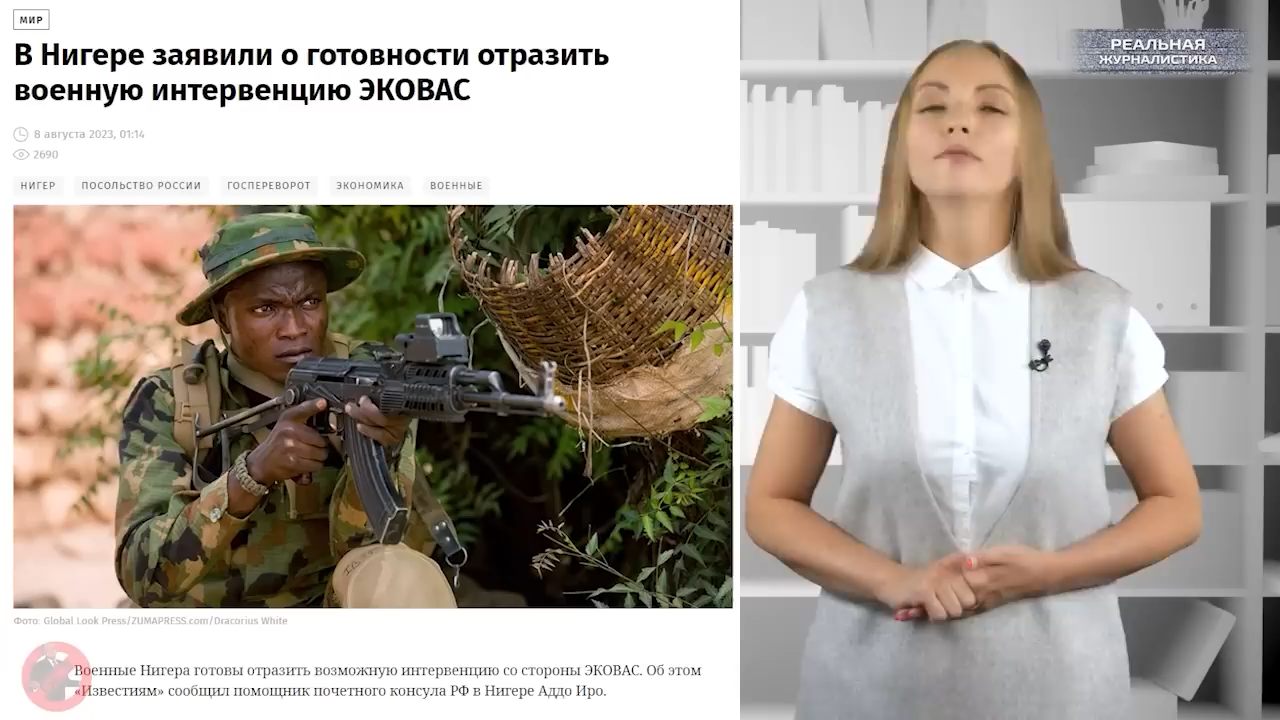 МИР
В Нигере заявили о готовности отразить
военную интервенцию ЭКОВАС
8 августа 2023, 01:14
2690
НИГЕР ПОСОЛЬСТВО РОССИИ ГОСПЕРЕВОРОТ ЭКОНОМИКА ВОЕННЫЕ
Фото: Global Look Press/ZUMAPRESS.com/Dracorius White
Военные Нигера готовы отразить возможную интервенцию со стороны ЭКОВАС. Об этом
«Известиям» сообщил помощник почетного консула РФ в Нигере Аддо Иро.
РЕАЛЬНАЯ
ЖУРНАЛИСТИКА